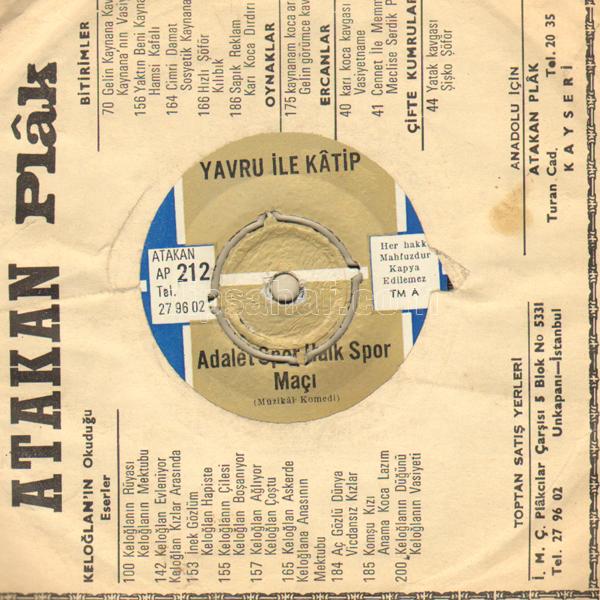 ATAKAN Plâk
BİTİRİMLER
70 Gelin Kaynana Kav
Kaynana'nın Vasiy
156 Yaktın Beni Kayna
Hamsi Kafalı
164 Cimri Damat
Sosyetik Kaynana
166 Hızlı Şöför
Kılıbık
186 Sapık Reklam
Karı Koca Dırdırı
OYNAKLAR
175 kaynanam koca ar
Gelin görümce kav
ERCANLAR
40 karı Koca kavgası
Vasiyetname
41 Cennet İle Memm
Meclise Serdik P
ÇİFTE KUMRULAR
44 Yatak kavgası
Şişko Şöför
ANADOLU İÇİN
ATAKAN PLÂK
Turan Cad. Tel. 20 35
KAYSERİ
YAVRU İLE KÂTİP
ATAKAN
AP 212
Tel.
27 96 02
Her hakk
Mahfuzdur
Kapya
Edilemez
TM A
Adalet Spor Halk Spor
Maçı
(Müzikâl Komedi)
KELOĞLAN'IN Okuduğu
Eserler
100 Keloğlanın Rüyası
Keloğlanın Mektubu
142 Keloğlan Evleniyor
Keloğlan Kızlar Arasında
153 İnek Gözlüm
Keloğlan Hapiste
155 Keloğlanın Çilesi
Keloğlan Boşanıyor
157 Keloğlan Ağlıyor
Keloğlan Çoştu
165 Keloğlan Askerde
Keloğlana Anasının
Mektubu
184 Aç Gözlü Dünya
Vicdansız Kızlar
185 Komşu Kızı
Anama Koca Lazım
200 Keloğlanın Düğünü
Keloğlanın Vasiyeti
TOPTAN SATIŞ YERLERİ
İ. M. Ç. Plâkcılar Çarşısı 5 Blok No 5331
Tel. 27 96 02 Unkapanı—İstanbul